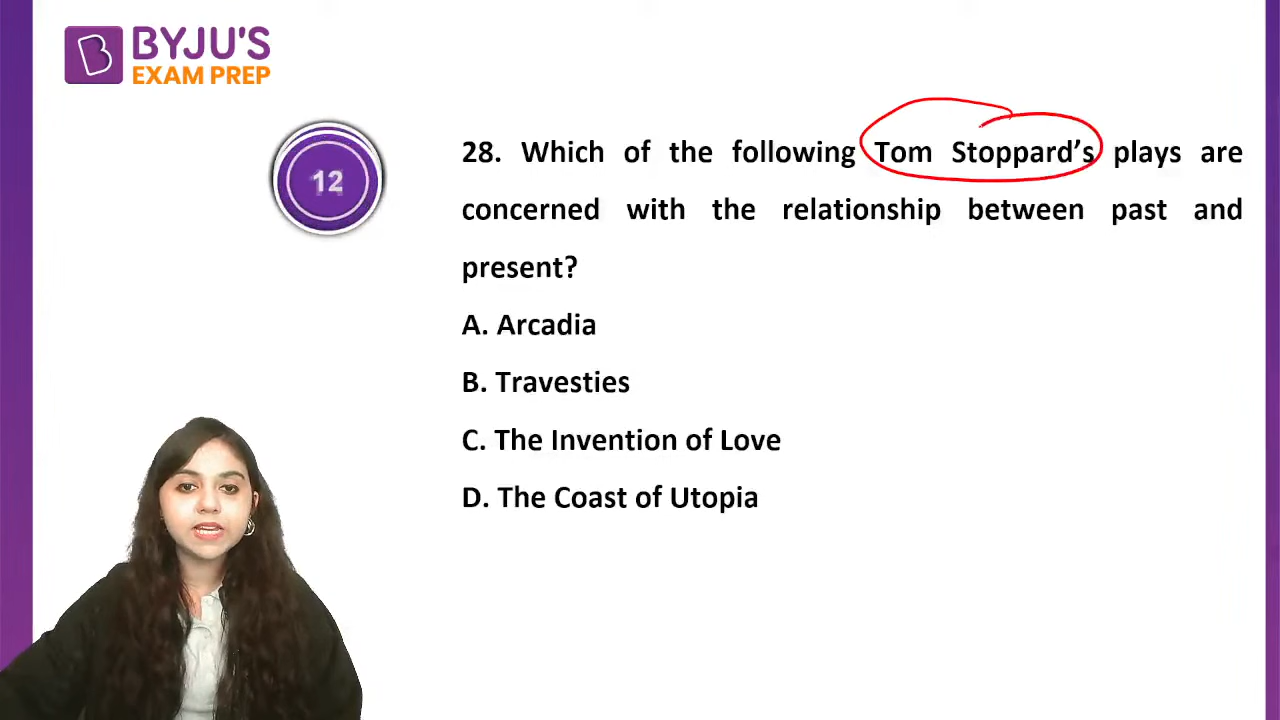 BYJU'S
EXAM PREP
12
28. Which of the following Tom Stoppard's plays are
concerned with the relationship between past and
present?
A. Arcadia
B. Travesties
C. The Invention of Love
D. The Coast of Utopia